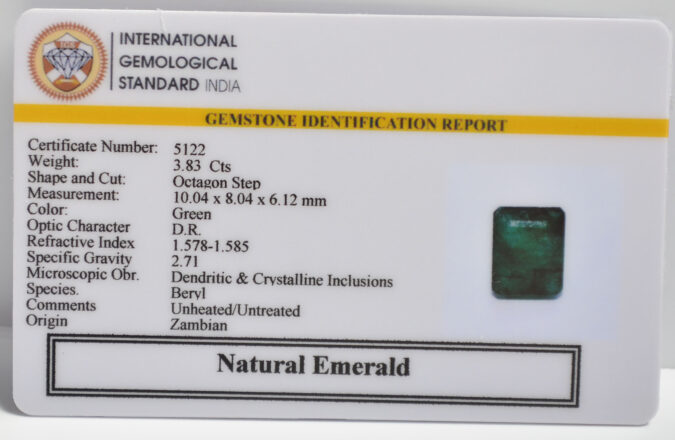 IGS
INTERNATIONAL
GEMOLOGICAL
STANDARD INDIA
GEMSTONE IDENTIFICATION REPORT
Certificate Number: 5122
Weight: 3.83 Cts
Shape and Cut: Octagon Step
Measurement: 10.04 x 8.04 x 6.12 mm
Color: Green
Optic Character D.R.
Refractive Index 1.578-1.585
Specific Gravity 2.71
Microscopic Obr. Dendritic & Crystalline Inclusions
Species. Beryl
Comments Unheated/Untreated
Origin Zambian
Natural Emerald